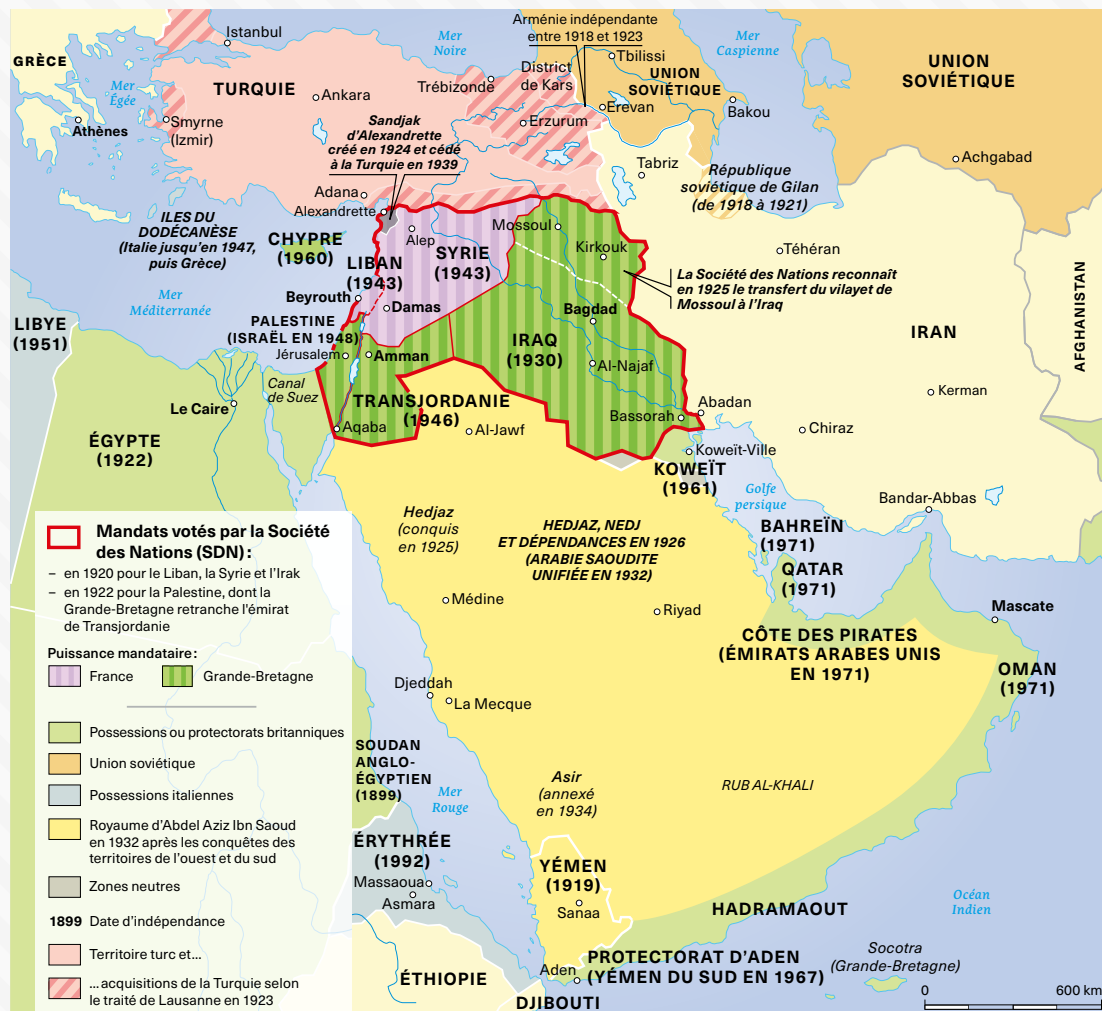 Istanbul
Mer
Noire
Arménie indépendante
entre 1918 et 1923
Tbilissi
Mer
Caspienne
UNION
SOVIÉTIQUE
GRÈCE
Mer
Égée
Athènes
TURQUIE
Ankara
Trébizonde
District
de Kars
UNION
SOVIÉTIQUE
Erevan
Bakou
Smyrne
(Izmir)
Erzurum
Sandjak
d'Alexandrette
créé en 1924 et cédé
à la Turquie en 1939
Achgabad
Tabriz
République
soviétique de Gilan
(de 1918 à 1921)
Adana
Alexandrette
ILES DU
DODÉCANÈSE
(Italie jusqu'en 1947,
puis Grèce)
CHYPRE
(1960)
Alep
Mossoul
Kirkouk
Téhéran
LIBAN
(1943)
SYRIE
(1943)
La Société des Nations reconnaît
en 1925 le transfert du vilayet de
Mossoul à l'Iraq
Mer
Méditerranée
Beyrouth
Damas
Bagdad
LIBYE
(1951)
PALESTINE
(ISRAËL EN 1948)
Jérusalem
Amman
IRAQ
(1930)
Al-Najaf
IRAN
AFGHANISTAN
Canal
de Suez
Kerman
Le Caire
TRANSJORDANIE
(1946)
Aqaba
Al-Jawf
Bassorah
Abadan
Chiraz
ÉGYPTE
(1922)
Koweït-Ville
KOWEÏT
(1961)
Golfe
persique
Bandar-Abbas
Hedjaz
(conquis
en 1925)
HEDJAZ, NEDJ
ET DÉPENDANCES EN 1926
(ARABIE SAOUDITE
UNIFIÉE EN 1932)
BAHREÏN
(1971)
QATAR
(1971)
Médine
Riyad
Mascate
CÔTE DES PIRATES
(ÉMIRATS ARABES UNIS
EN 1971)
OMAN
(1971)
Djeddah
La Mecque
SOUDAN
ANGLO-
ÉGYPTIEN
(1899)
Mer
Rouge
Asir
(annexé
en 1934)
RUB AL-KHALI
ÉRYTHRÉE
(1992)
Massaoua
Asmara
YÉMEN
(1919)
Sanaa
HADRAMAOUT
Océan
Indien
ÉTHIOPIE
Aden
PROTECTORAT D'ADEN
(YÉMEN DU SUD EN 1967)
Socotra
(Grande-Bretagne)
DJIBOUTI
0 600 km
Mandats votés par la Société
des Nations (SDN) :
– en 1920 pour le Liban, la Syrie et l'Irak
– en 1922 pour la Palestine, dont la
Grande-Bretagne retranche l'émirat
de Transjordanie
Puissance mandataire :
France Grande-Bretagne
Possessions ou protectorats britanniques
Union soviétique
Possessions italiennes
Royaume d'Abdel Aziz Ibn Saoud
en 1932 après les conquêtes des
territoires de l'ouest et du sud
Zones neutres
1899 Date d'indépendance
Territoire turc et...
... acquisitions de la Turquie selon
le traité de Lausanne en 1923